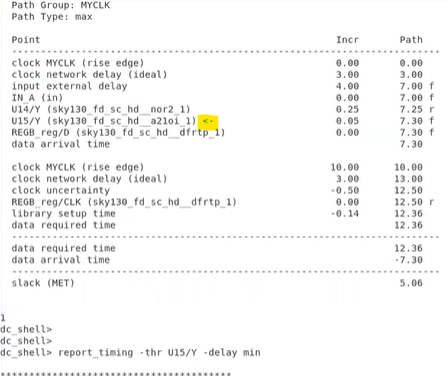 Path Group: MYCLK
Path Type: max
Point Incr Path
------------------------------------------------------------
clock MYCLK (rise edge) 0.00 0.00
clock network delay (ideal) 3.00 3.00
input external delay 4.00 7.00 f
IN_A (in) 0.00 7.00 f
U14/Y (sky130_fd_sc_hd__nor2_1) 0.25 7.25 r
U15/Y (sky130_fd_sc_hd__a21oi_1) <- 0.05 7.30 f
REGB_reg/D (sky130_fd_sc_hd__dfrtp_1) 0.00 7.30 f
data arrival time 7.30
clock MYCLK (rise edge) 10.00 10.00
clock network delay (ideal) 3.00 13.00
clock uncertainty -0.50 12.50
REGB_reg/CLK (sky130_fd_sc_hd__dfrtp_1) 0.00 12.50 r
library setup time -0.14 12.36
data required time 12.36
------------------------------------------------------------
data required time 12.36
data arrival time -7.30
------------------------------------------------------------
slack (MET) 5.06
1
dc_shell>
dc_shell>
dc_shell> report_timing -thr U15/Y -delay min
****************************************